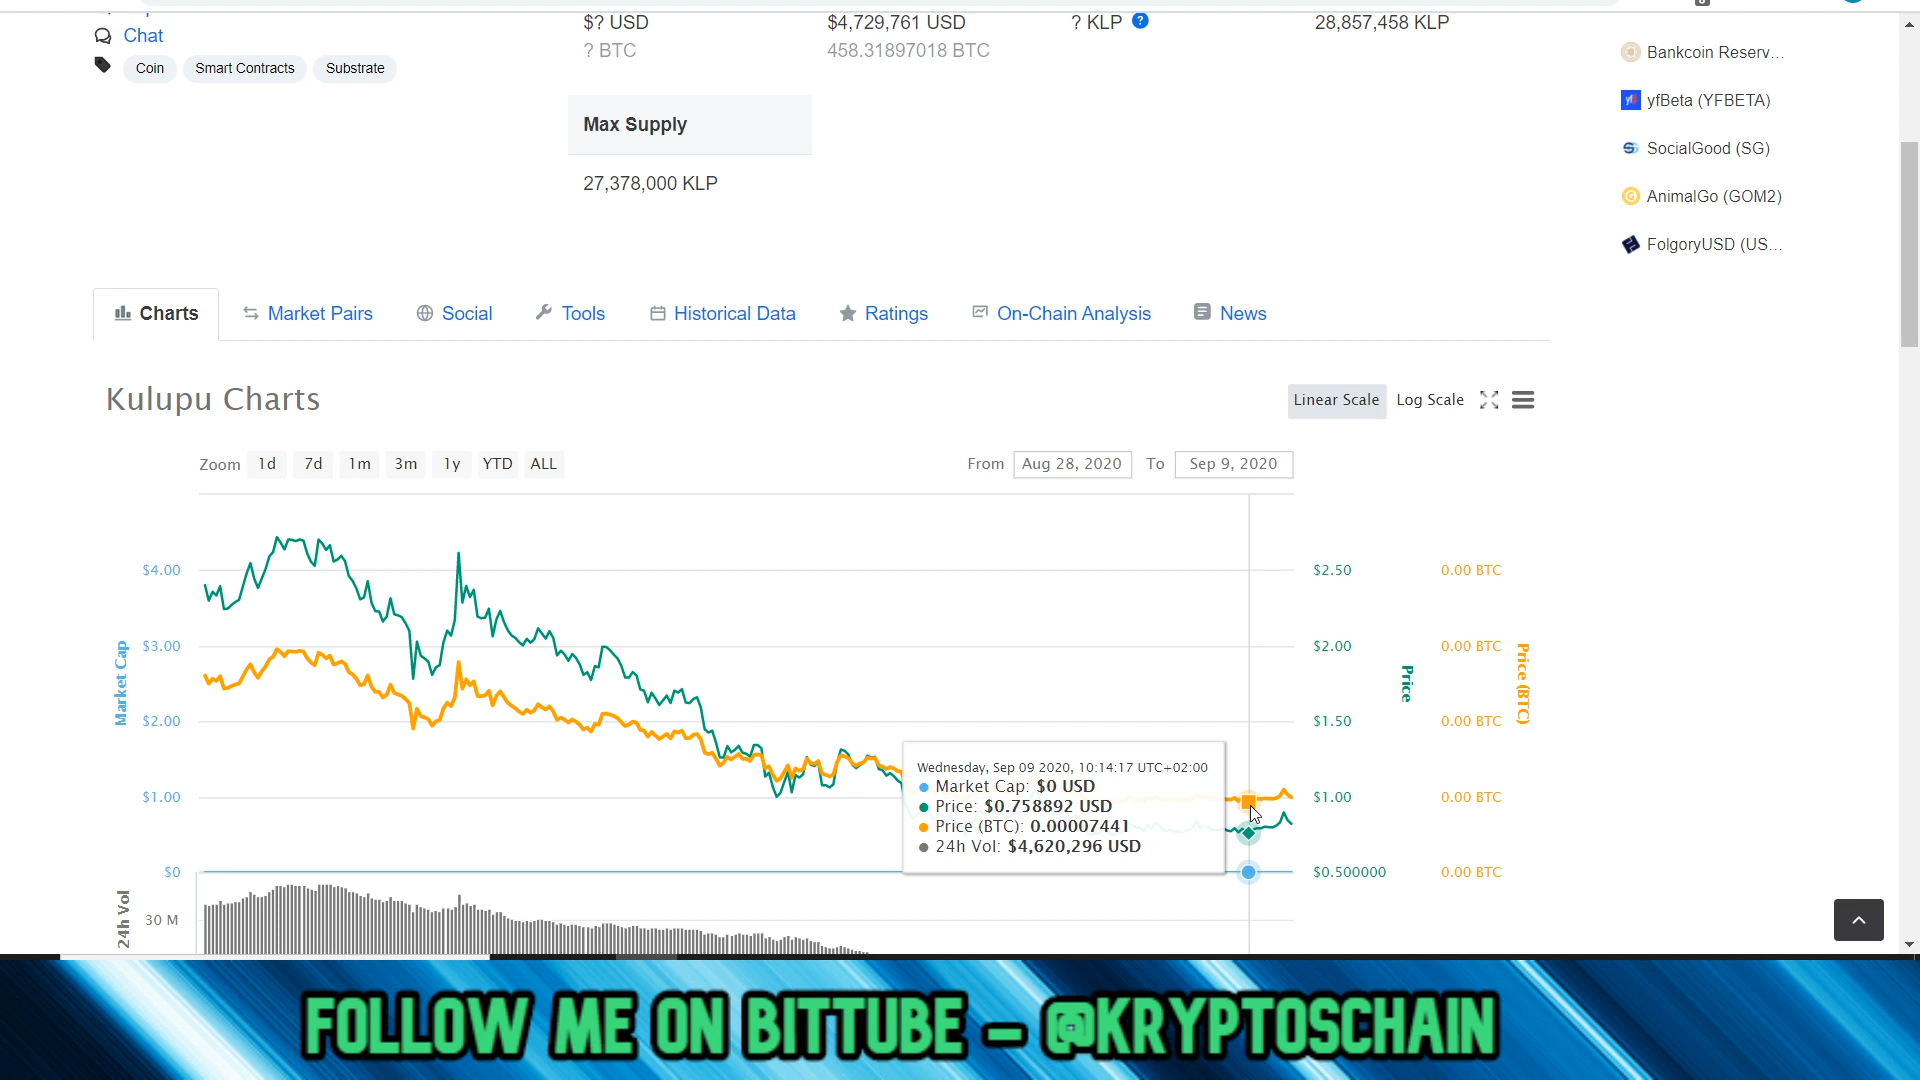 Chat
Coin Smart Contracts Substrate
$? USD
? BTC
$4,729,761 USD
458.31897018 BTC
? KLP ?
28,857,458 KLP
Max Supply
27,378,000 KLP
Bankcoin Reserv...
yfBeta (YFBETA)
SocialGood (SG)
AnimalGo (GOM2)
FolgoryUSD (US...
Charts Market Pairs Social Tools Historical Data Ratings On-Chain Analysis News
Kulupu Charts
Linear Scale Log Scale
Zoom 1d 7d 1m 3m 1y YTD ALL
From Aug 28, 2020 To Sep 9, 2020
$4.00 $2.50 0.00 BTC
$3.00 $2.00 0.00 BTC
$2.00 $1.50 0.00 BTC
$1.00 $1.00 0.00 BTC
$0 $0.500000 0.00 BTC
Market Cap
Price
Price (BTC)
24h Vol
30 M
Wednesday, Sep 09 2020, 10:14:17 UTC+02:00
Market Cap: $0 USD
Price: $0.758892 USD
Price (BTC): 0.00007441
24h Vol: $4,620,296 USD
FOLLOW ME ON BITTUBE - @KRYPTOSCHAIN